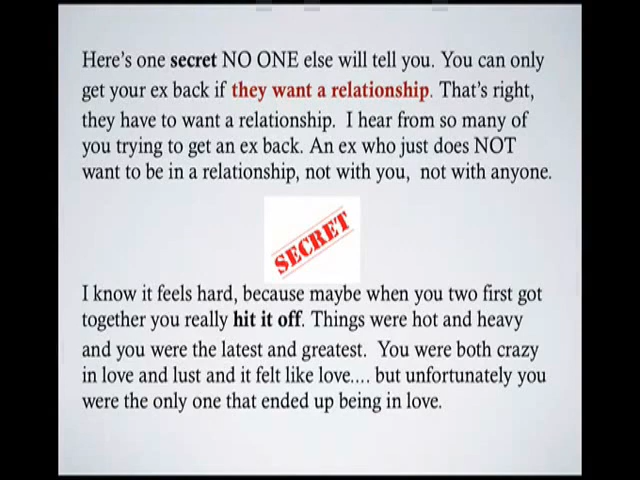 Here's one secret NO ONE else will tell you. You can only
get your ex back if they want a relationship. That's right,
they have to want a relationship.  I hear from so many of
you trying to get an ex back. An ex who just does NOT
want to be in a relationship, not with you,  not with anyone.
SECRET
I know it feels hard, because maybe when you two first got
together you really hit it off. Things were hot and heavy
and you were the latest and greatest.  You were both crazy
in love and lust and it felt like love.... but unfortunately you
were the only one that ended up being in love.